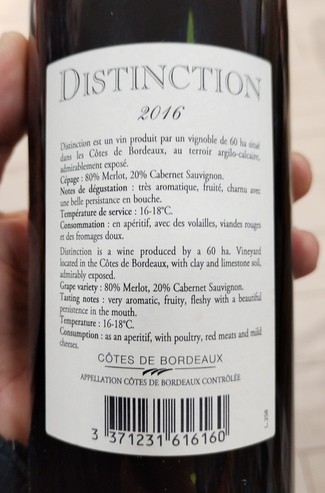 DISTINCTION
2016
Distinction est un vin produit par un vignoble de 60 ha situé
dans les Côtes de Bordeaux, au terroir argilo-calcaire,
admirablement exposé.
Cépage : 80% Merlot, 20% Cabernet Sauvignon.
Notes de dégustation : très aromatique, fruité, charnu avec
une belle persistance en bouche.
Température de service : 16-18°C.
Consommation : en apéritif, avec des volailles, viandes rouges
et des fromages doux.
Distinction is a wine produced by a 60 ha. Vineyard
located in the Côtes de Bordeaux, with clay and limestone soil,
admirably exposed.
Grape variety : 80% Merlot, 20% Cabernet Sauvignon.
Tasting notes : very aromatic, fruity, fleshy with a beautiful
persistence in the mouth.
Temperature : 16-18°C.
Consumption : as an aperitif, with poultry, red meats and mild
cheeses.
CÔTES DE BORDEAUX
APPELLATION CÔTES DE BORDEAUX CONTRÔLÉE
3 371231 616160